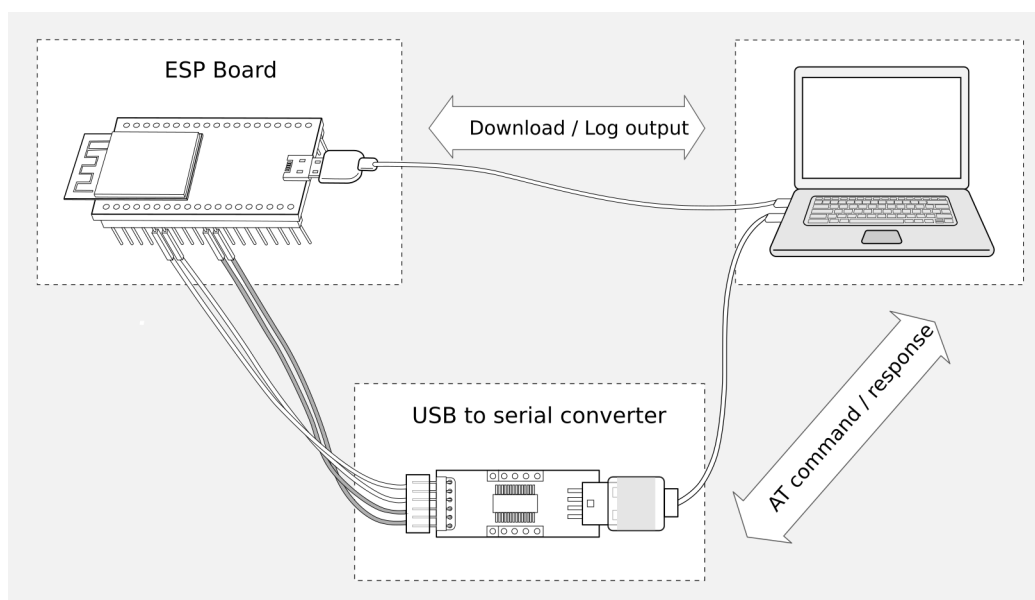 ESP Board
Download / Log output
USB to serial converter
AT command / response